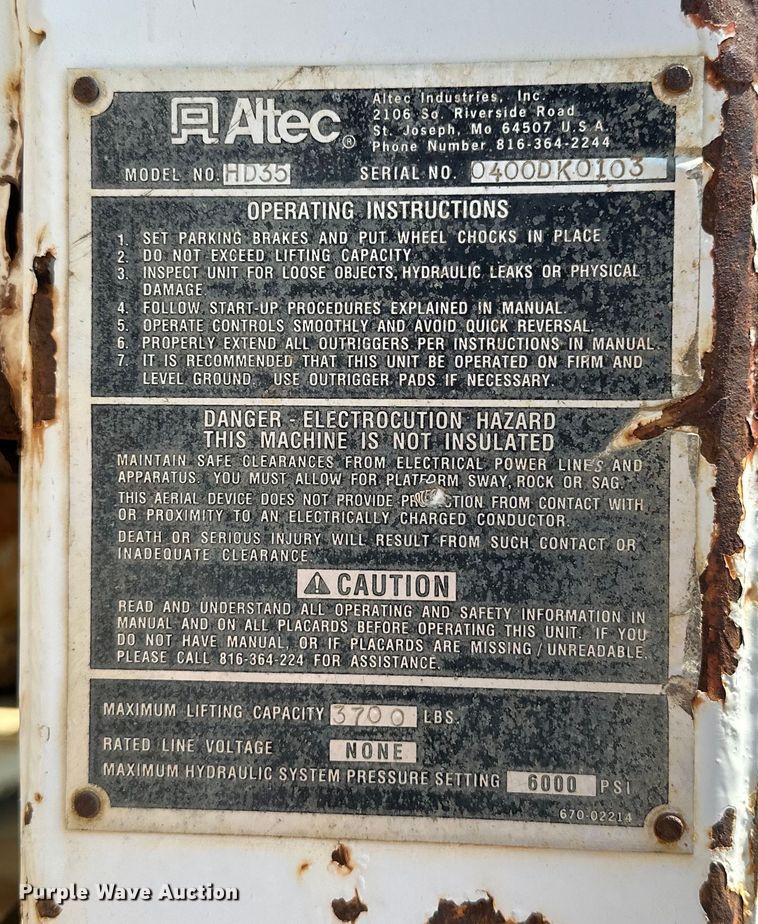 Altec®
Altec Industries, Inc.
2106 So. Riverside Road
St. Joseph, Mo 64507 U.S.A.
Phone Number 816-364-2244
MODEL NO. HD35 SERIAL NO. 0400DK0103
OPERATING INSTRUCTIONS
1. SET PARKING BRAKES AND PUT WHEEL CHOCKS IN PLACE
2. DO NOT EXCEED LIFTING CAPACITY
3. INSPECT UNIT FOR LOOSE OBJECTS, HYDRAULIC LEAKS OR PHYSICAL
DAMAGE.
4. FOLLOW START-UP PROCEDURES EXPLAINED IN MANUAL.
5. OPERATE CONTROLS SMOOTHLY AND AVOID QUICK REVERSAL.
6. PROPERLY EXTEND ALL OUTRIGGERS PER INSTRUCTIONS IN MANUAL.
7. IT IS RECOMMENDED THAT THIS UNIT BE OPERATED ON FIRM AND
LEVEL GROUND. USE OUTRIGGER PADS IF NECESSARY
DANGER - ELECTROCUTION HAZARD
THIS MACHINE IS NOT INSULATED
MAINTAIN SAFE CLEARANCES FROM ELECTRICAL POWER LINES AND
APPARATUS. YOU MUST ALLOW FOR PLATFORM SWAY, ROCK OR SAG.
THIS AERIAL DEVICE DOES NOT PROVIDE PROTECTION FROM CONTACT WITH
OR PROXIMITY TO AN ELECTRICALLY CHARGED CONDUCTOR.
DEATH OR SERIOUS INJURY WILL RESULT FROM SUCH CONTACT OR
INADEQUATE CLEARANCE.
CAUTION
READ AND UNDERSTAND ALL OPERATING AND SAFETY INFORMATION IN
MANUAL AND ON ALL PLACARDS BEFORE OPERATING THIS UNIT. IF YOU
DO NOT HAVE MANUAL, OR IF PLACARDS ARE MISSING/UNREADABLE
PLEASE CALL 816-364-224 FOR ASSISTANCE.
MAXIMUM LIFTING CAPACITY 3700 LBS.
RATED LINE VOLTAGE NONE
MAXIMUM HYDRAULIC SYSTEM PRESSURE SETTING 6000 PSI
670-02214
Purple Wave Auction